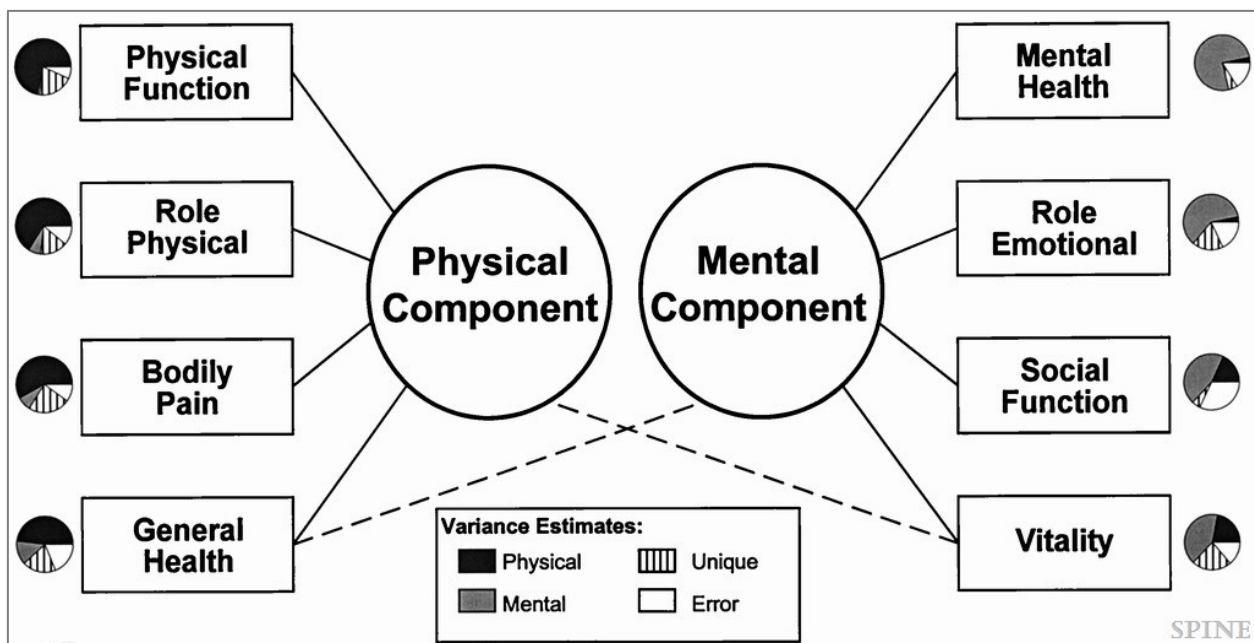 Physical
Function
Role
Physical
Bodily
Pain
General
Health
Physical
Component
Mental
Component
Mental
Health
Role
Emotional
Social
Function
Vitality
Variance Estimates:
Physical
Unique
Mental
Error
SPINE